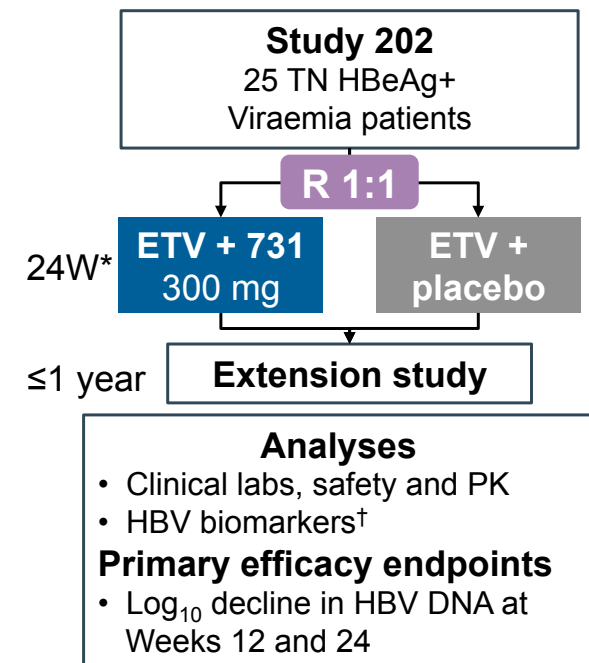 Study 202
25 TN HBeAg+
Viraemia patients
R 1:1
24W*
ETV + 731
300 mg
ETV +
placebo
≤1 year
Extension study
Analyses
• Clinical labs, safety and PK
• HBV biomarkers†
Primary efficacy endpoints
• Log₁₀ decline in HBV DNA at
Weeks 12 and 24